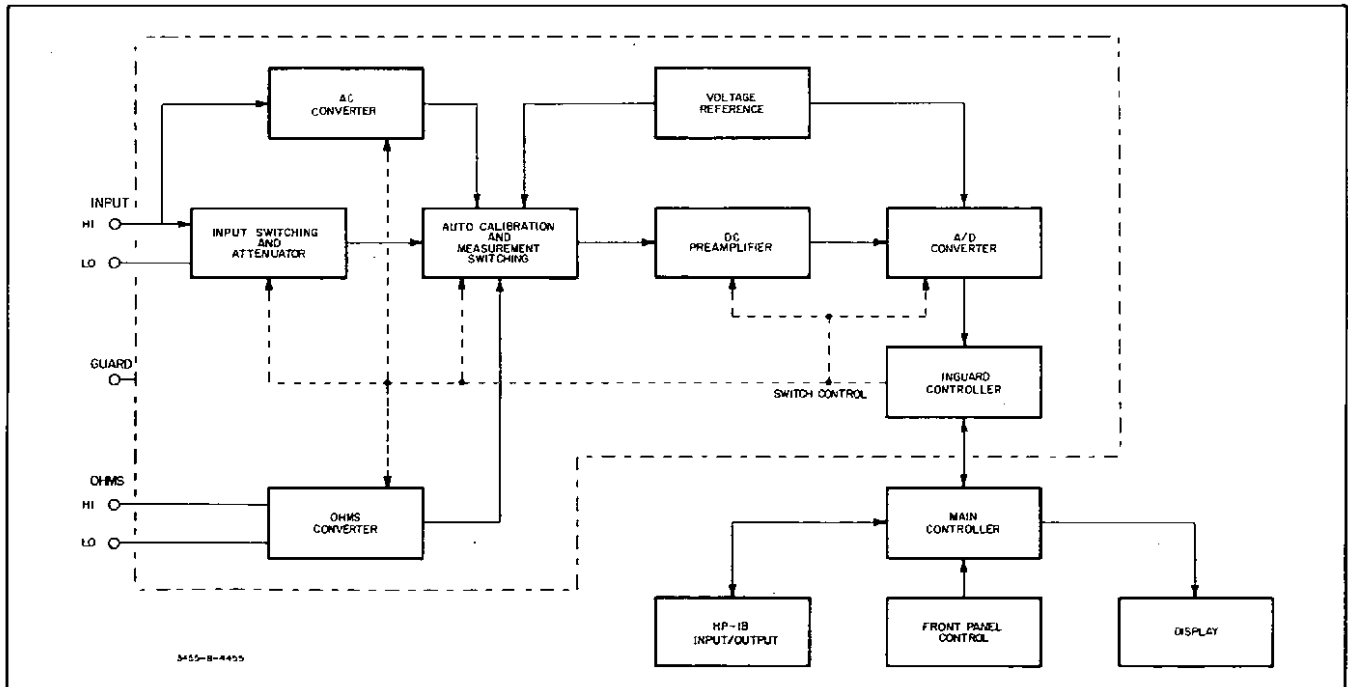 AC
CONVERTER
VOLTAGE
REFERENCE
INPUT
HI
LO
INPUT SWITCHING
AND
ATTENUATOR
AUTO CALIBRATION
AND
MEASUREMENT
SWITCHING
DC
PREAMPLIFIER
A/D
CONVERTER
GUARD
SWITCH CONTROL
INGUARD
CONTROLLER
OHMS
HI
LO
OHMS
CONVERTER
MAIN
CONTROLLER
HP-IB
INPUT/OUTPUT
FRONT PANEL
CONTROL
DISPLAY
3455-B-4455